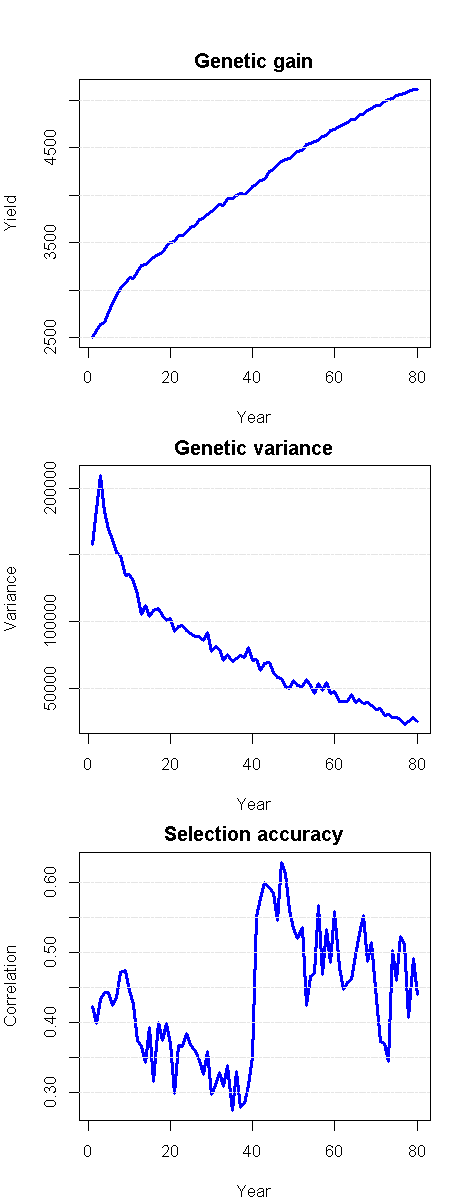 Genetic gain
4500
3500
2500
Yield
0 20 40 60 80
Year
Genetic variance
200000
100000
50000
Variance
0 20 40 60 80
Year
Selection accuracy
0.60
0.50
0.40
0.30
Correlation
0 20 40 60 80
Year